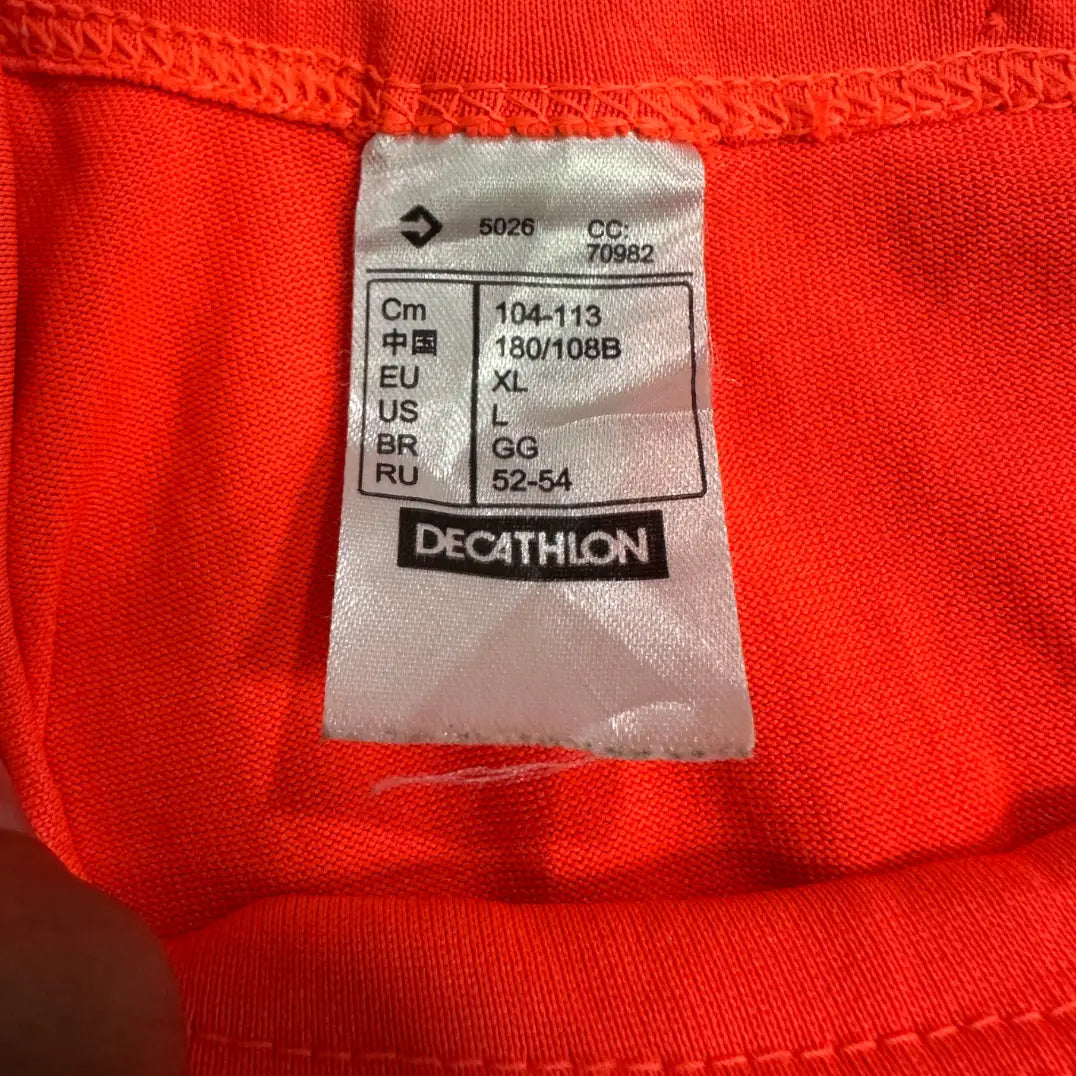 5026 CC:
70982
Cm 104-113
中国 180/108B
EU XL
US L
BR GG
RU 52-54
DECATHLON